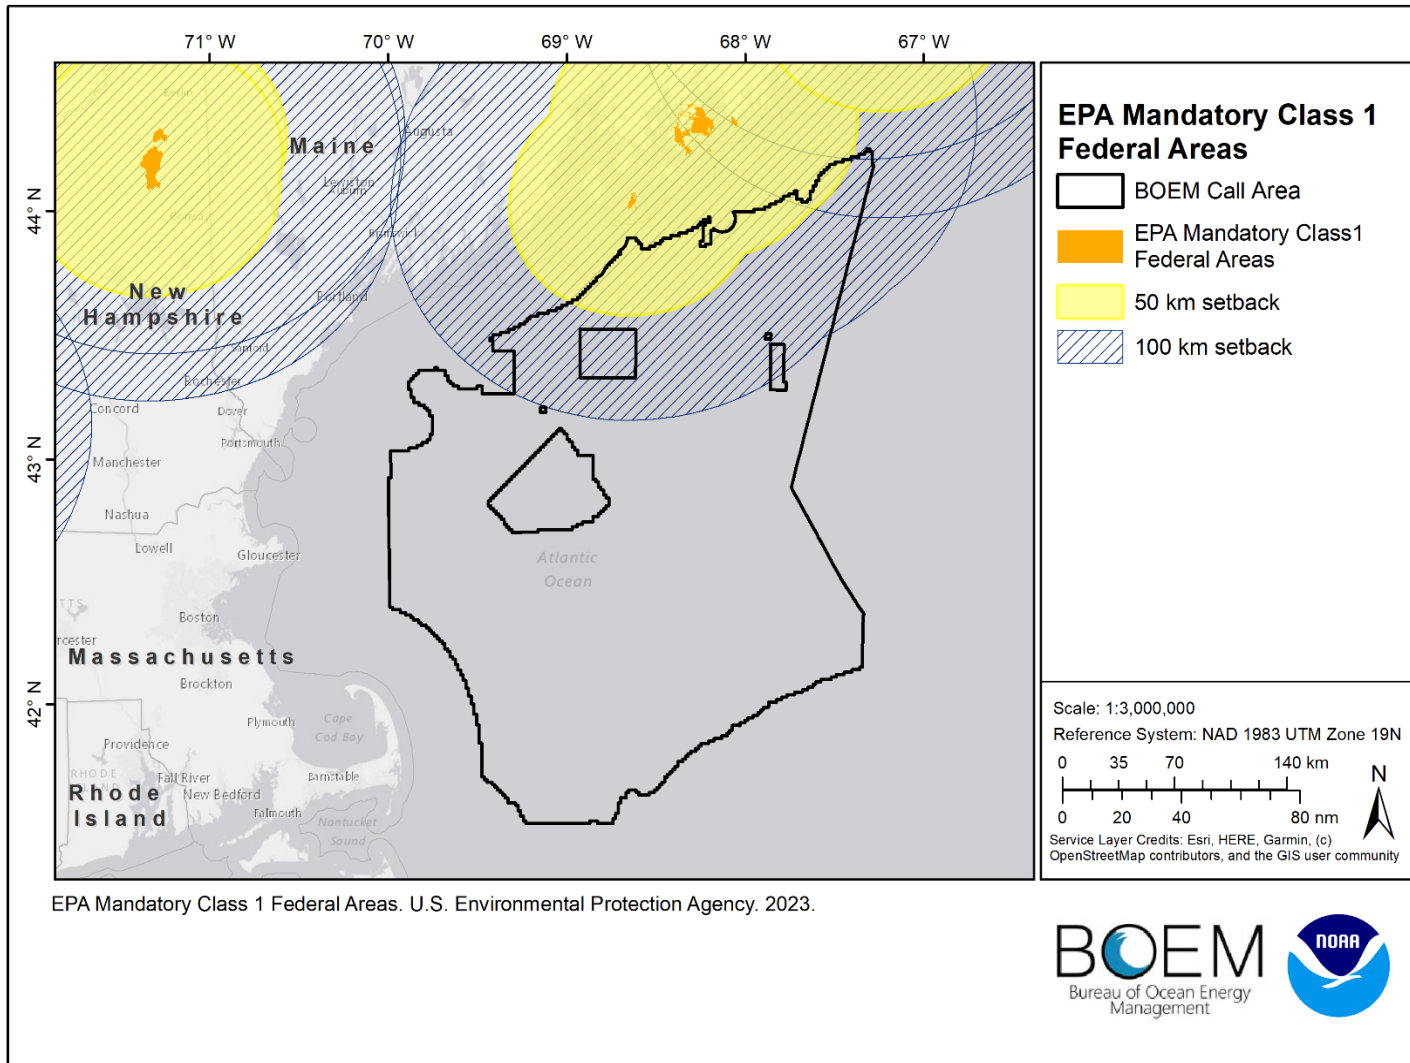 71° W
70° W
69° W
68° W
67° W
44° N
43° N
42° N
Berlin
Maine
Augusta
Lewiston
Auburn
Conway
Brunswick
Portland
New
Hampshire
Sanford
Rochester
Concord
Dover
Portsmouth
Manchester
Nashua
Lowell
Gloucester
Atlantic
Ocean
Boston
rcester
Massachusetts
Brockton
Plymouth
Cape
Cod Bay
Providence
RHODE
Fall River
Barnstable
New Bedford
Rhode
Island
Falmouth
Nantucket
Sound
EPA Mandatory Class 1
Federal Areas
BOEM Call Area
EPA Mandatory Class1
Federal Areas
50 km setback
100 km setback
Scale: 1:3,000,000
Reference System: NAD 1983 UTM Zone 19N
0 35 70 140 km
0 20 40 80 nm
N
Service Layer Credits: Esri, HERE, Garmin, (c)
OpenStreetMap contributors, and the GIS user community
EPA Mandatory Class 1 Federal Areas. U.S. Environmental Protection Agency. 2023.
BOEM
Bureau of Ocean Energy
Management
NOAA